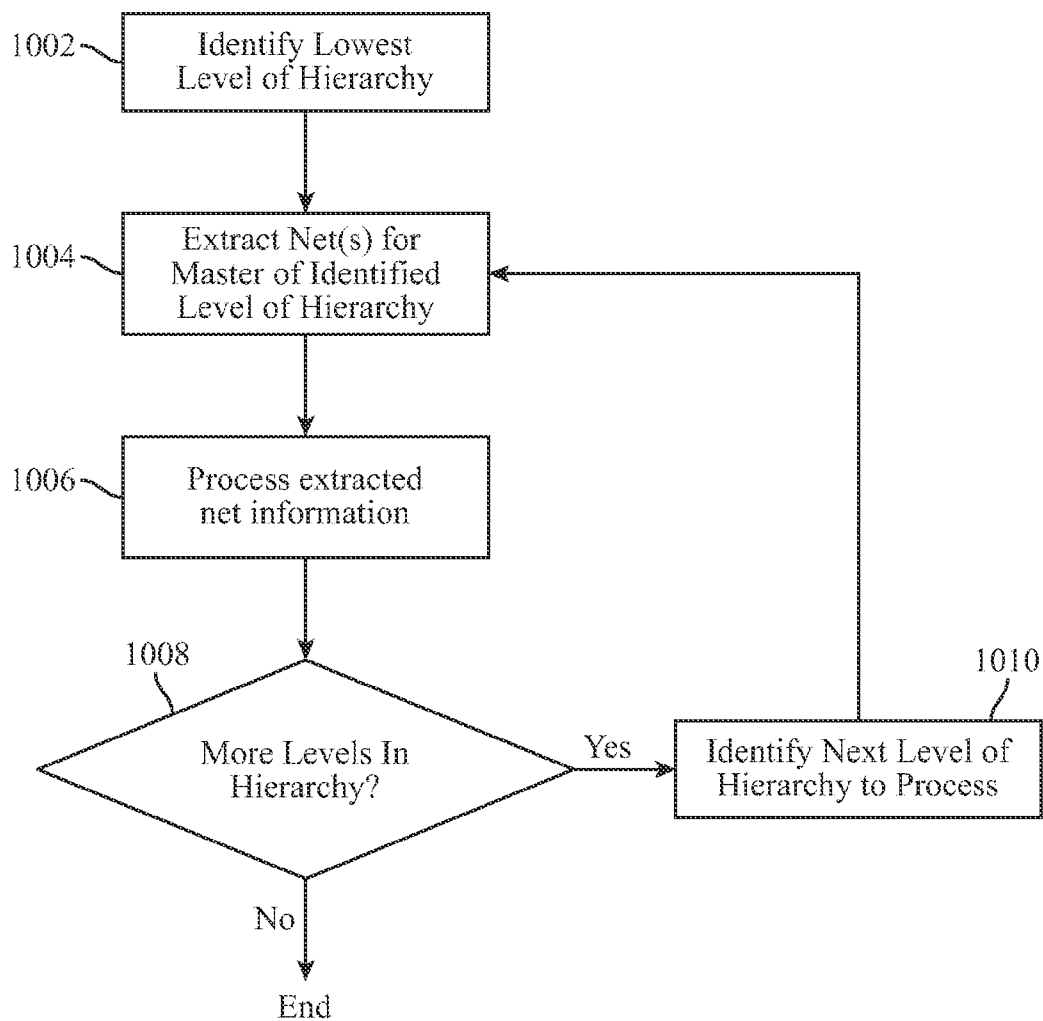 1002
Identify Lowest
Level of Hierarchy
1004
Extract Net(s) for
Master of Identified
Level of Hierarchy
1006
Process extracted
net information
1008
More Levels In
Hierarchy?
Yes
1010
Identify Next Level of
Hierarchy to Process
No
End